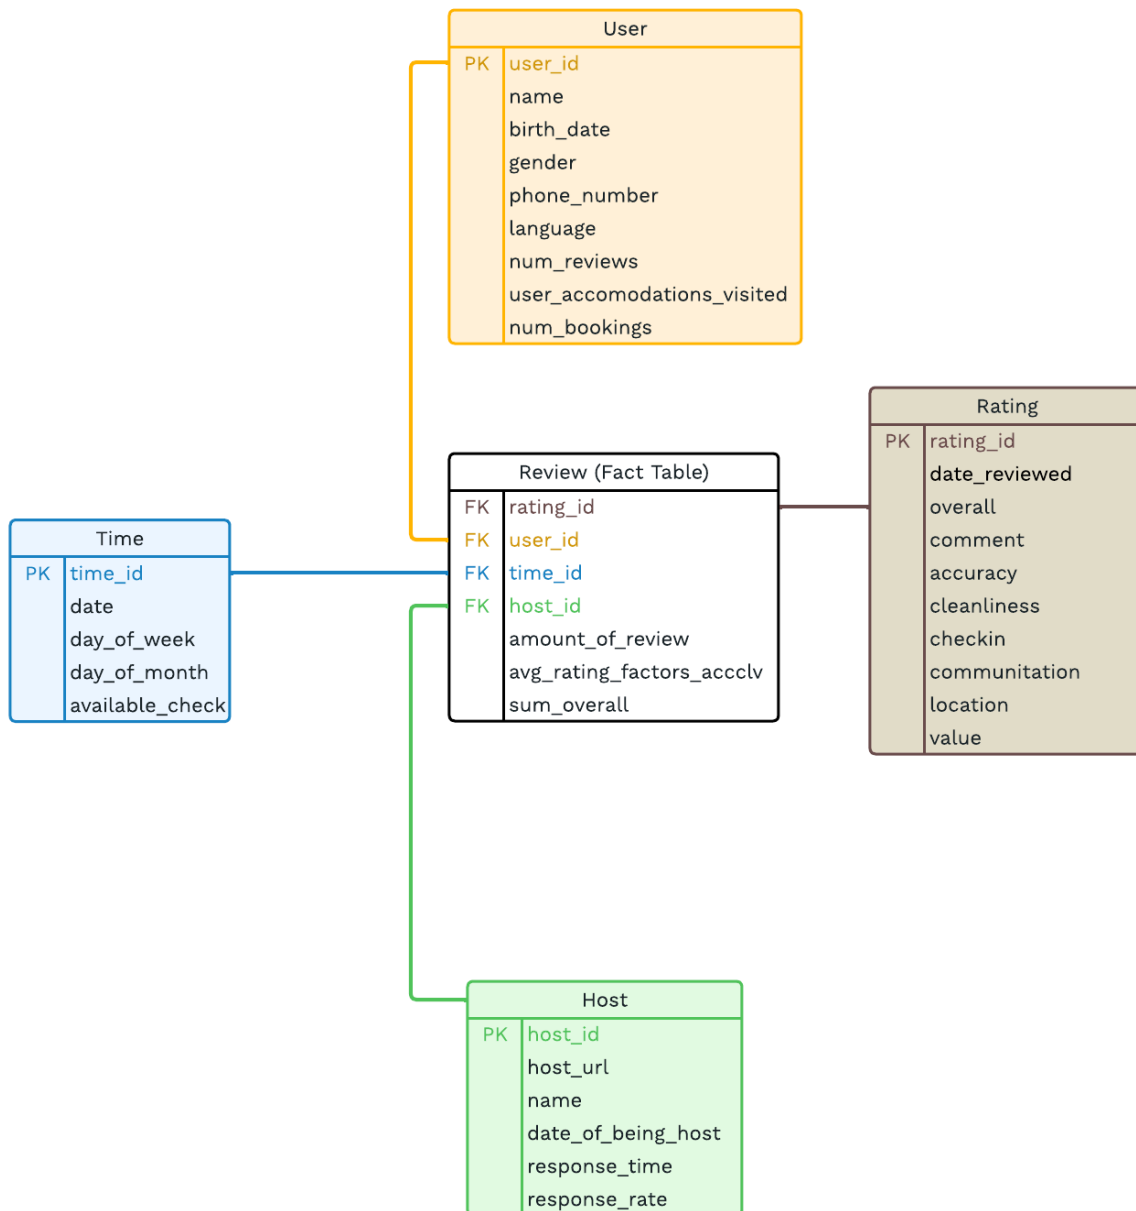 User
PK user_id
name
birth_date
gender
phone_number
language
num_reviews
user_accomodations_visited
num_bookings
Rating
PK rating_id
date_reviewed
overall
comment
accuracy
cleanliness
checkin
communitation
location
value
Review (Fact Table)
FK rating_id
FK user_id
FK time_id
FK host_id
amount_of_review
avg_rating_factors_accclv
sum_overall
Time
PK time_id
date
day_of_week
day_of_month
available_check
Host
PK host_id
host_url
name
date_of_being_host
response_time
response_rate